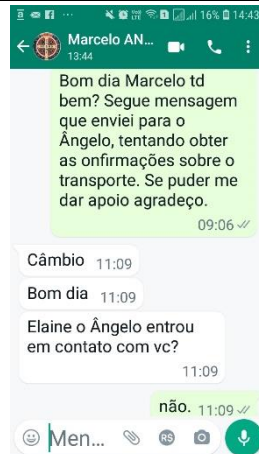 16% 14:43
Marcelo AN...
13:44
Bom dia Marcelo td
bem? Segue mensagem
que enviei para o
Ângelo, tentando obter
as onfirmações sobre o
transporte. Se puder me
dar apoio agradeço.
09:06
Câmbio 11:09
Bom dia 11:09
Elaine o Ângelo entrou
em contato com vc?
11:09
não. 11:09
Men...